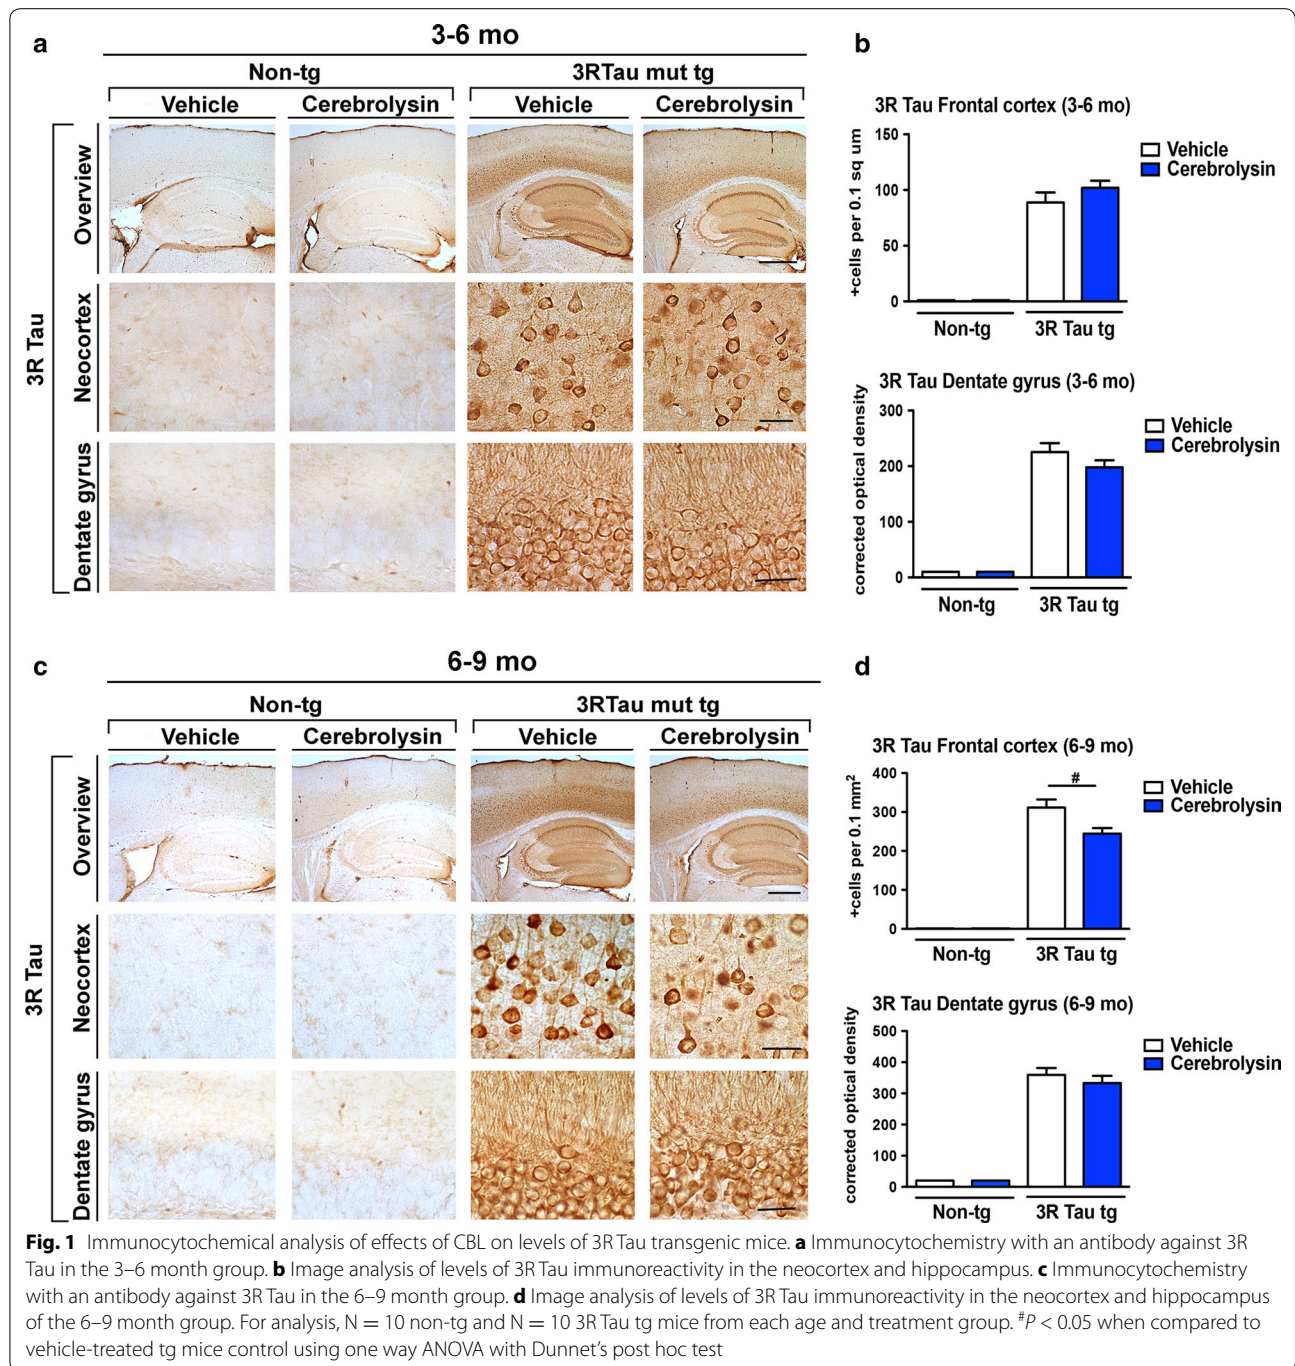 a
3-6 mo
Non-tg
3RTau mut tg
Vehicle
Cerebrolysin
Vehicle
Cerebrolysin
3R Tau
Overview
Neocortex
Dentate gyrus
b
3R Tau Frontal cortex (3-6 mo)
+cells per 0.1 sq um
150
100
50
0
Non-tg
3R Tau tg
Vehicle
Cerebrolysin
3R Tau Dentate gyrus (3-6 mo)
corrected optical density
300
200
100
0
Non-tg
3R Tau tg
Vehicle
Cerebrolysin
c
6-9 mo
Non-tg
3RTau mut tg
Vehicle
Cerebrolysin
Vehicle
Cerebrolysin
3R Tau
Overview
Neocortex
Dentate gyrus
d
3R Tau Frontal cortex (6-9 mo)
+cells per 0.1 mm²
400
300
200
100
0
#
Non-tg
3R Tau tg
Vehicle
Cerebrolysin
3R Tau Dentate gyrus (6-9 mo)
corrected optical density
500
400
300
200
100
0
Non-tg
3R Tau tg
Vehicle
Cerebrolysin
Fig. 1 Immunocytochemical analysis of effects of CBL on levels of 3R Tau transgenic mice. a Immunocytochemistry with an antibody against 3R
Tau in the 3–6 month group. b Image analysis of levels of 3R Tau immunoreactivity in the neocortex and hippocampus. c Immunocytochemistry
with an antibody against 3R Tau in the 6–9 month group. d Image analysis of levels of 3R Tau immunoreactivity in the neocortex and hippocampus
of the 6–9 month group. For analysis, N = 10 non-tg and N = 10 3R Tau tg mice from each age and treatment group. #P < 0.05 when compared to
vehicle-treated tg mice control using one way ANOVA with Dunnet's post hoc test